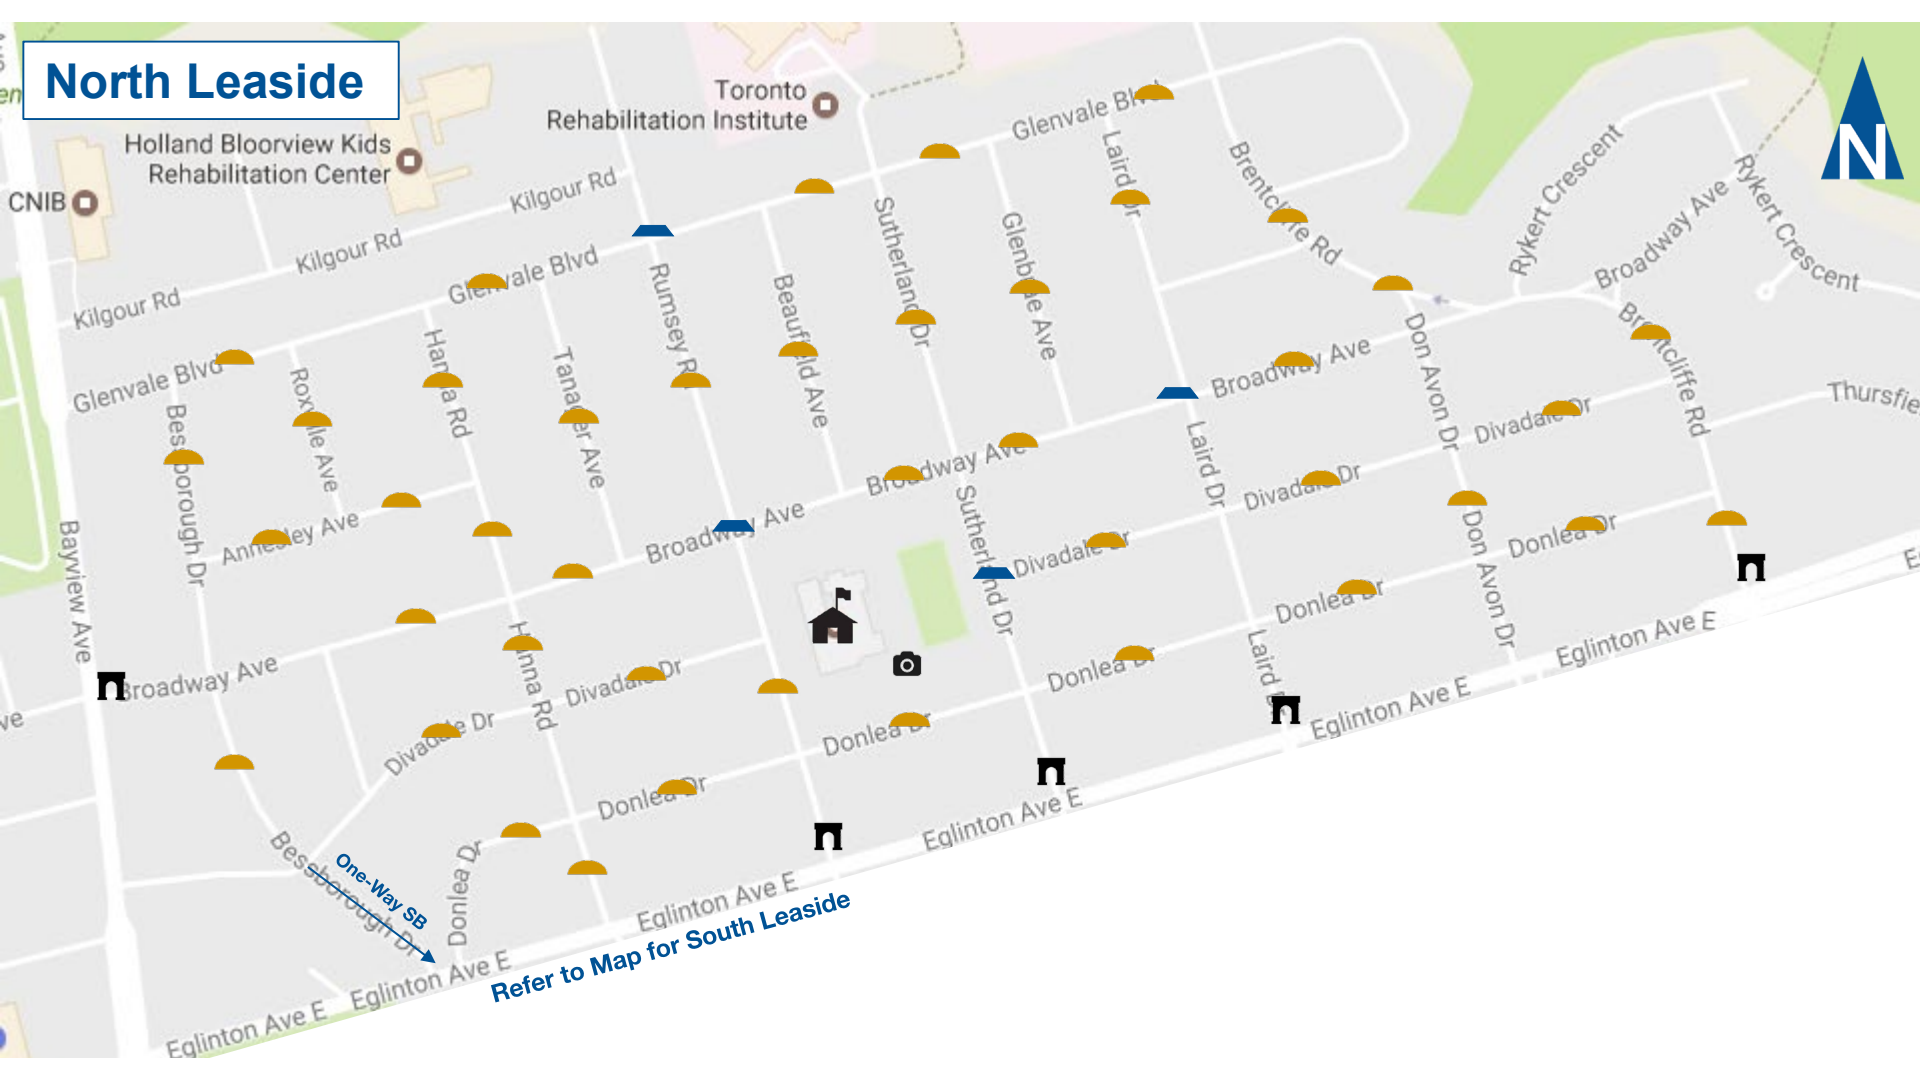 North Leaside
N
Toronto
Rehabilitation Institute
Holland Bloorview Kids
Rehabilitation Center
CNIB
Glenvale Blvd
Kilgour Rd
Kilgour Rd
Kilgour Rd
Glenvale Blvd
Glenvale Blvd
Laird Dr
Brentcliffe Rd
Rykert Crescent
Rykert Crescent
Broadway Ave
Sutherland Dr
Glenbrae Ave
Rumsey Rd
Beaufield Ave
Hanna Rd
Tanager Ave
Roxville Ave
Bessborough Dr
Don Avon Dr
Brentcliffe Rd
Broadway Ave
Thursfie
Divadale Dr
Laird Dr
Divadale Dr
Broadway Ave
Sutherland Dr
Broadway Ave
Annesley Ave
Bayview Ave
Divadale Dr
Donlea Dr
Don Avon Dr
Donlea Dr
Eglinton Ave E
Laird Dr
Hanna Rd
Divadale Dr
Broadway Ave
ve
Donlea Dr
Eglinton Ave E
Divadale Dr
Donlea Dr
Donlea Dr
Eglinton Ave E
Bessborough Dr
One-Way SB
Donlea Dr
Eglinton Ave E
Refer to Map for South Leaside
Eglinton Ave E
Eglinton Ave E